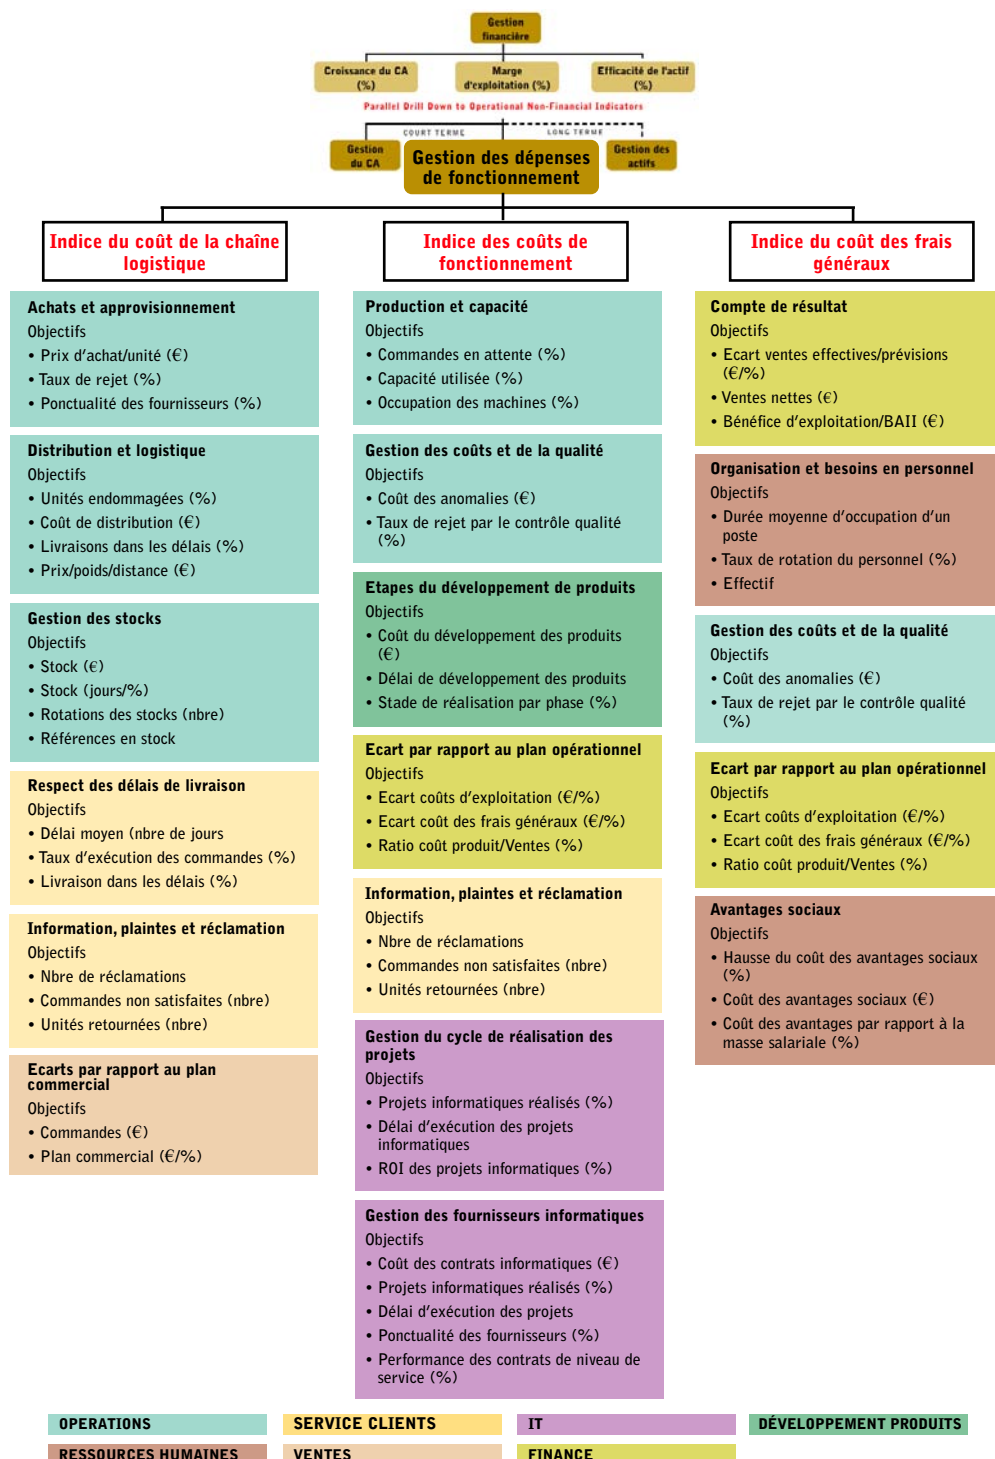 Gestion
financière
Croissance du CA
(%)
Marge
d'exploitation (%)
Efficacité de l'actif
(%)
Parallel Drill Down to Operational Non-Financial Indicators
COURT TERME
LONG TERME
Gestion
du CA
Gestion des dépenses
de fonctionnement
Gestion des
actifs
Indice du coût de la chaîne
logistique
Indice des coûts de
fonctionnement
Indice du coût des frais
généraux
Achats et approvisionnement
Objectifs
• Prix d’achat/unité (€)
• Taux de rejet (%)
• Ponctualité des fournisseurs (%)
Distribution et logistique
Objectifs
• Unités endommagées (%)
• Coût de distribution (€)
• Livraisons dans les délais (%)
• Prix/poids/distance (€)
Gestion des stocks
Objectifs
• Stock (€)
• Stock (jours/%)
• Rotations des stocks (nbre)
• Références en stock
Respect des délais de livraison
Objectifs
• Délai moyen (nbre de jours
• Taux d’exécution des commandes (%)
• Livraison dans les délais (%)
Information, plaintes et réclamation
Objectifs
• Nbre de réclamations
• Commandes non satisfaites (nbre)
• Unités retournées (nbre)
Ecarts par rapport au plan
commercial
Objectifs
• Commandes (€)
• Plan commercial (€/%)
Production et capacité
Objectifs
• Commandes en attente (%)
• Capacité utilisée (%)
• Occupation des machines (%)
Gestion des coûts et de la qualité
Objectifs
• Coût des anomalies (€)
• Taux de rejet par le contrôle qualité
(%)
Etapes du développement de produits
Objectifs
• Coût du développement des produits
(€)
• Délai de développement des produits
• Stade de réalisation par phase (%)
Ecart par rapport au plan opérationnel
Objectifs
• Ecart coûts d’exploitation (€/%)
• Ecart coût des frais généraux (€/%)
• Ratio coût produit/Ventes (%)
Information, plaintes et réclamation
Objectifs
• Nbre de réclamations
• Commandes non satisfaites (nbre)
• Unités retournées (nbre)
Gestion du cycle de réalisation des
projets
Objectifs
• Projets informatiques réalisés (%)
• Délai d’exécution des projets
informatiques
• ROI des projets informatiques (%)
Gestion des fournisseurs informatiques
Objectifs
• Coût des contrats informatiques (€)
• Projets informatiques réalisés (%)
• Délai d’exécution des projets
• Ponctualité des fournisseurs (%)
• Performance des contrats de niveau de
service (%)
Compte de résultat
Objectifs
• Ecart ventes effectives/prévisions
(€/%)
• Ventes nettes (€)
• Bénéfice d’exploitation/BAII (€)
Organisation et besoins en personnel
Objectifs
• Durée moyenne d’occupation d’un
poste
• Taux de rotation du personnel (%)
• Effectif
Gestion des coûts et de la qualité
Objectifs
• Coût des anomalies (€)
• Taux de rejet par le contrôle qualité
(%)
Ecart par rapport au plan opérationnel
Objectifs
• Ecart coûts d’exploitation (€/%)
• Ecart coût des frais généraux (€/%)
• Ratio coût produit/Ventes (%)
Avantages sociaux
Objectifs
• Hausse du coût des avantages sociaux
(%)
• Coût des avantages sociaux (€)
• Coût des avantages par rapport à la
masse salariale (%)
OPERATIONS
SERVICE CLIENTS
IT
DÉVELOPPEMENT PRODUITS
RESSOURCES HUMAINES
VENTES
FINANCE